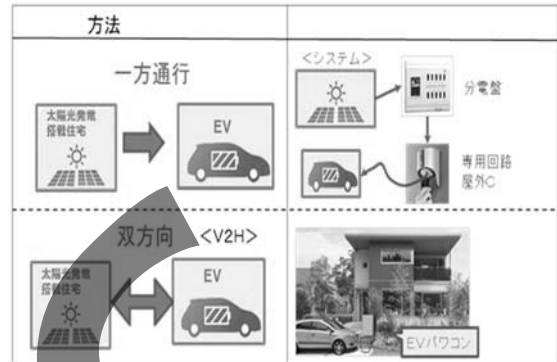 方法
一方通行
太陽光発電
搭載住宅
EV
<システム>
分電盤
専用回路
屋外C
双方向 <V2H>
太陽光発電
搭載住宅
EV
EVパワコン